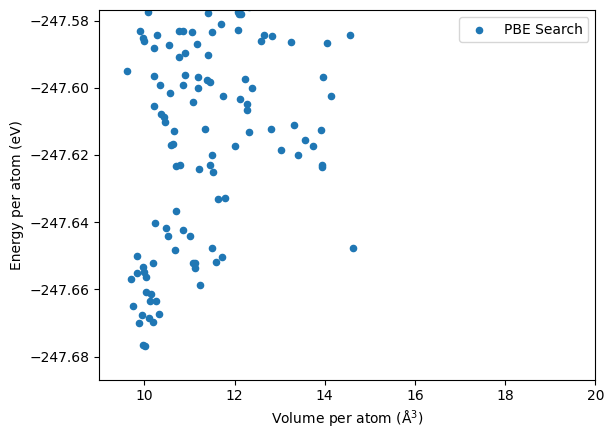 PBE Search
Energy per atom (eV)
−247.58
−247.60
−247.62
−247.64
−247.66
−247.68
10 12 14 16 18 20
Volume per atom (Å³)